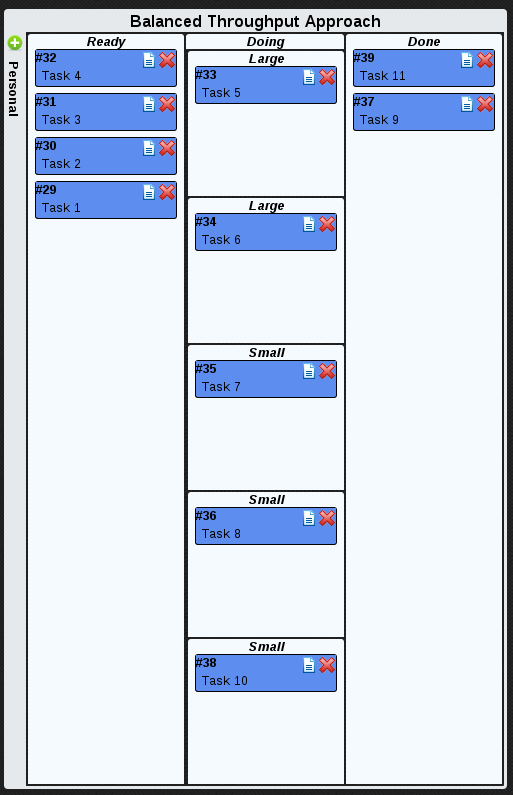 Balanced Throughput Approach
Personal
Ready
#32
Task 4
#31
Task 3
#30
Task 2
#29
Task 1
Doing
Large
#33
Task 5
Large
#34
Task 6
Small
#35
Task 7
Small
#36
Task 8
Small
#38
Task 10
Done
#39
Task 11
#37
Task 9